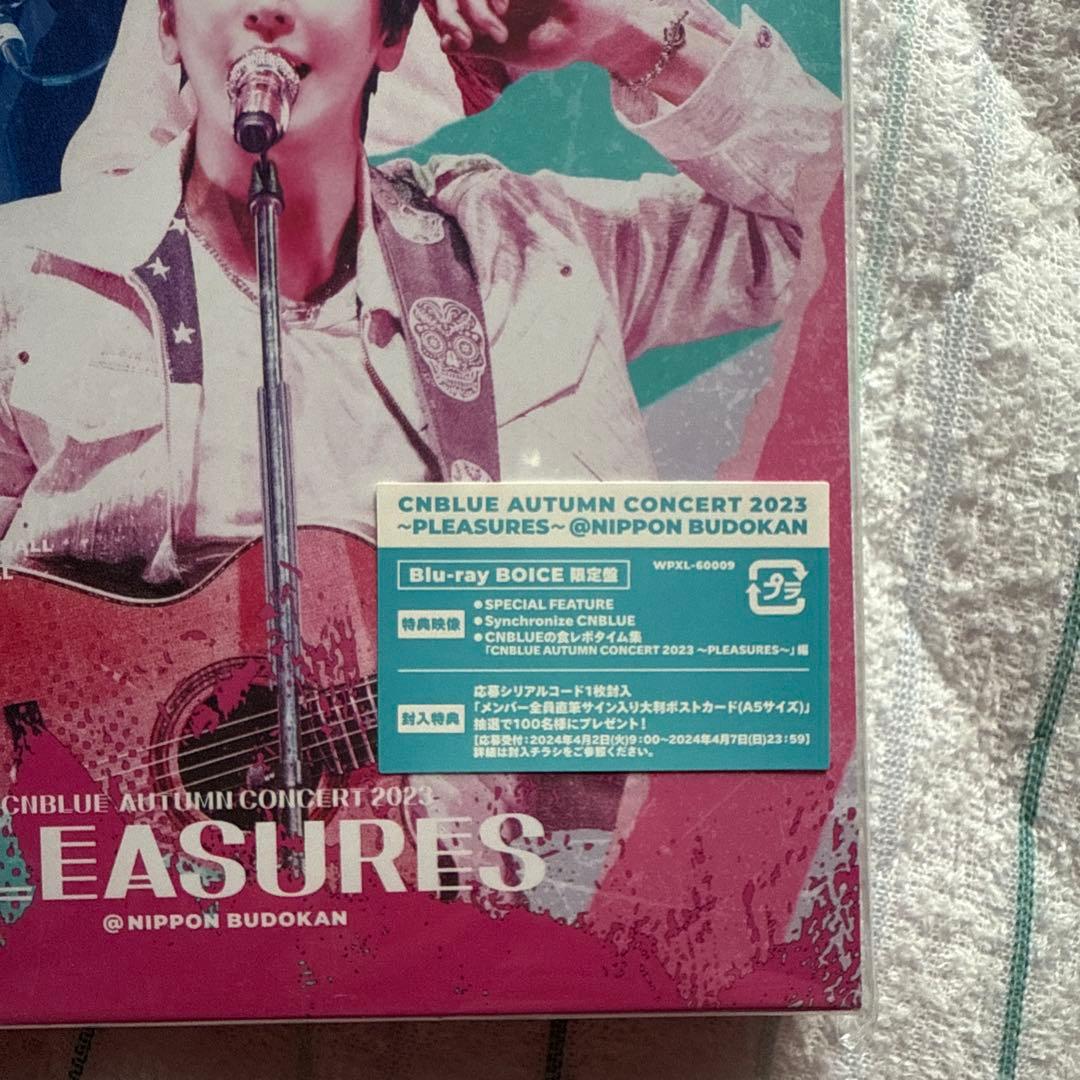 CNBLUE AUTUMN CONCERT 2023
~PLEASURES~ @NIPPON BUDOKAN
Blu-ray BOICE 限定盤
WPXL-60009
プラ
特典映像
●SPECIAL FEATURE
●Synchronize CNBLUE
●CNBLUEの食レポタイム集
「CNBLUE AUTUMN CONCERT 2023 ~PLEASURES~」編
封入特典
応募シリアルコード1枚封入
「メンバー全員直筆サイン入り大判ポストカード(A5サイズ)」
抽選で100名様にプレゼント!
[応募受付:2024年4月2日(火)9:00~2024年4月7日(日)23:59]
詳細は封入チラシをご参照ください。
CNBLUE AUTUMN CONCERT 2023
EASURES
@NIPPON BUDOKAN